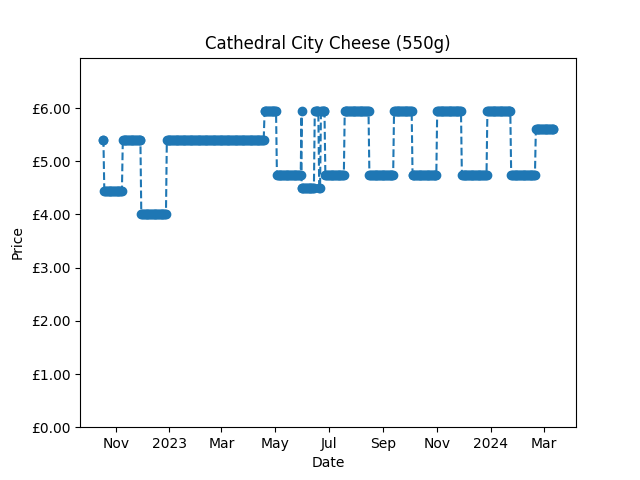 Cathedral City Cheese (550g)
£6.00
£5.00
£4.00
£3.00
£2.00
£1.00
£0.00
Price
Nov 2023 Mar May Jul Sep Nov 2024 Mar
Date